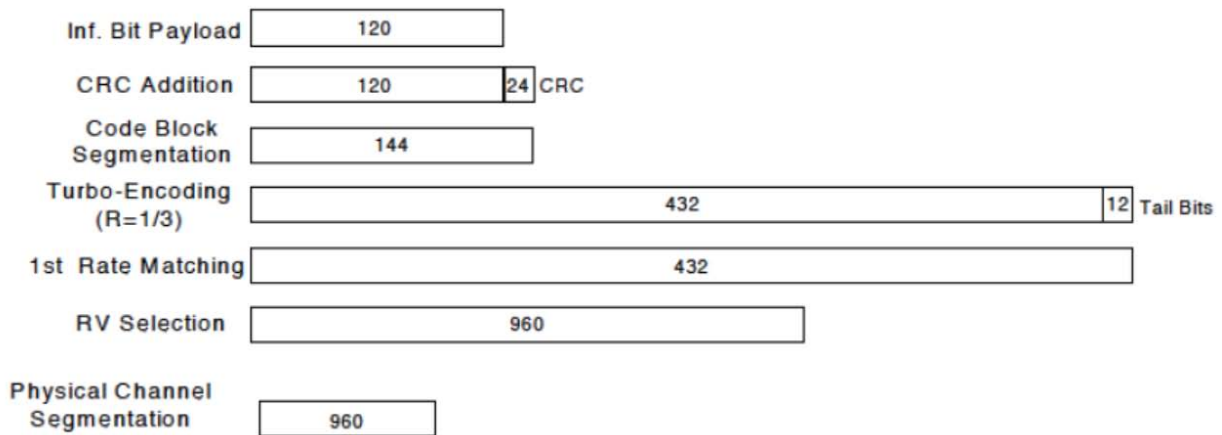 Inf. Bit Payload 120
CRC Addition 120 24 CRC
Code Block
Segmentation 144
Turbo-Encoding
(R=1/3) 432 12 Tail Bits
1st Rate Matching 432
RV Selection 960
Physical Channel
Segmentation 960